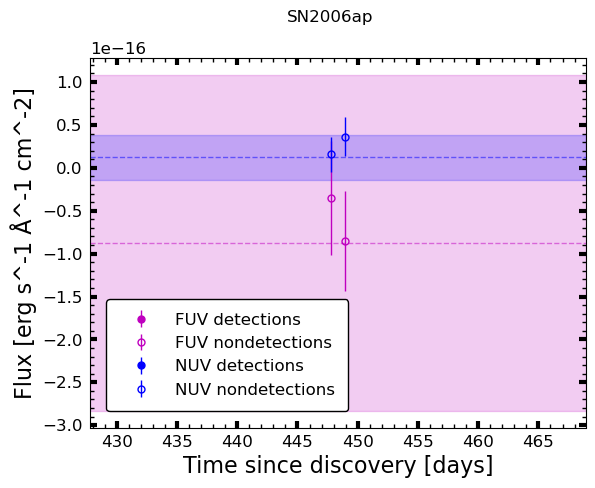 SN2006ap
1e−16
1.0
0.5
0.0
−0.5
−1.0
−1.5
−2.0
−2.5
−3.0
Flux [erg s^-1 Å^-1 cm^-2]
FUV detections
FUV nondetections
NUV detections
NUV nondetections
430 435 440 445 450 455 460 465
Time since discovery [days]